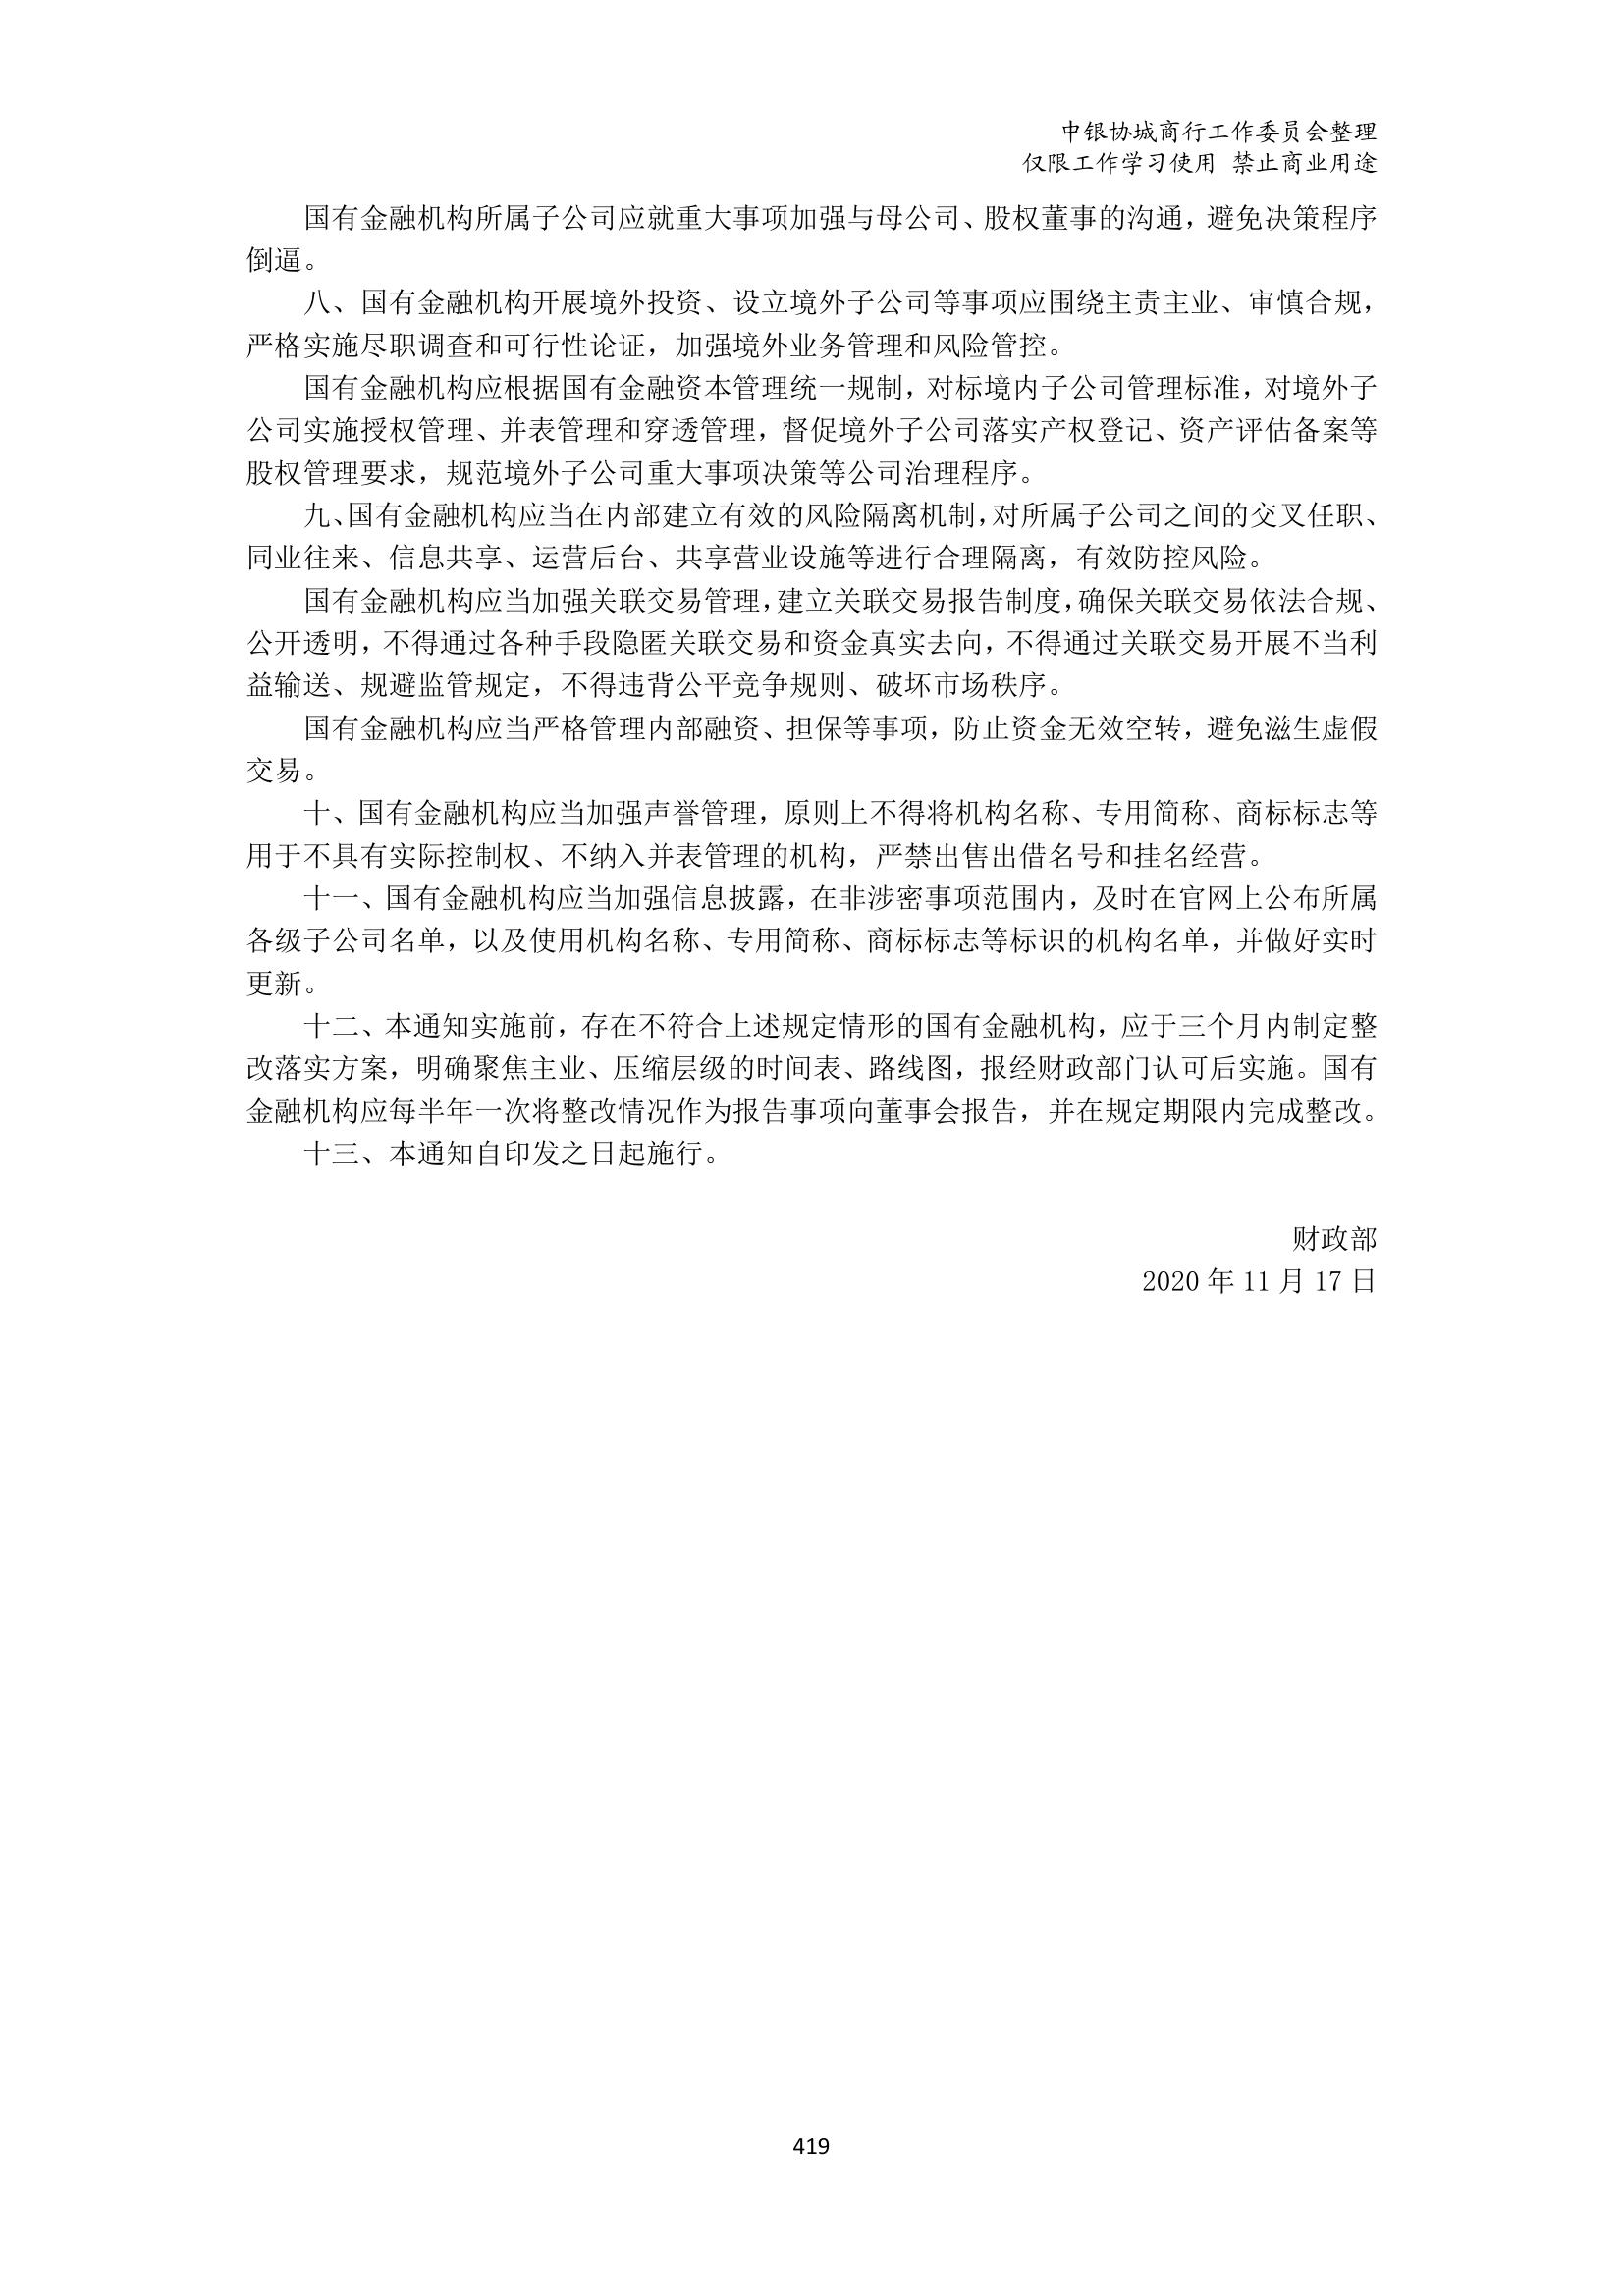 中银协城商行工作委员会整理
仅限工作学习使用 禁止商业用途
国有金融机构所属子公司应就重大事项加强与母公司、股权董事的沟通，避免决策程序
倒逼。
八、国有金融机构开展境外投资、设立境外子公司等事项应围绕主责主业、审慎合规，
严格实施尽职调查和可行性论证，加强境外业务管理和风险管控。
国有金融机构应根据国有金融资本管理统一规制，对标境内子公司管理标准，对境外子
公司实施授权管理、并表管理和穿透管理，督促境外子公司落实产权登记、资产评估备案等
股权管理要求，规范境外子公司重大事项决策等公司治理程序。
九、国有金融机构应当在内部建立有效的风险隔离机制，对所属子公司之间的交叉任职、
同业往来、信息共享、运营后台、共享营业设施等进行合理隔离，有效防控风险。
国有金融机构应当加强关联交易管理，建立关联交易报告制度，确保关联交易依法合规、
公开透明，不得通过各种手段隐匿关联交易和资金真实去向，不得通过关联交易开展不当利
益输送、规避监管规定，不得违背公平竞争规则、破坏市场秩序。
国有金融机构应当严格管理内部融资、担保等事项，防止资金无效空转，避免滋生虚假
交易。
十、国有金融机构应当加强声誉管理，原则上不得将机构名称、专用简称、商标标志等
用于不具有实际控制权、不纳入并表管理的机构，严禁出售出借名号和挂名经营。
十一、国有金融机构应当加强信息披露，在非涉密事项范围内，及时在官网上公布所属
各级子公司名单，以及使用机构名称、专用简称、商标标志等标识的机构名单，并做好实时
更新。
十二、本通知实施前，存在不符合上述规定情形的国有金融机构，应于三个月内制定整
改落实方案，明确聚焦主业、压缩层级的时间表、路线图，报经财政部门认可后实施。国有
金融机构应每半年一次将整改情况作为报告事项向董事会报告，并在规定期限内完成整改。
十三、本通知自印发之日起施行。
财政部
2020 年 11 月 17 日
419